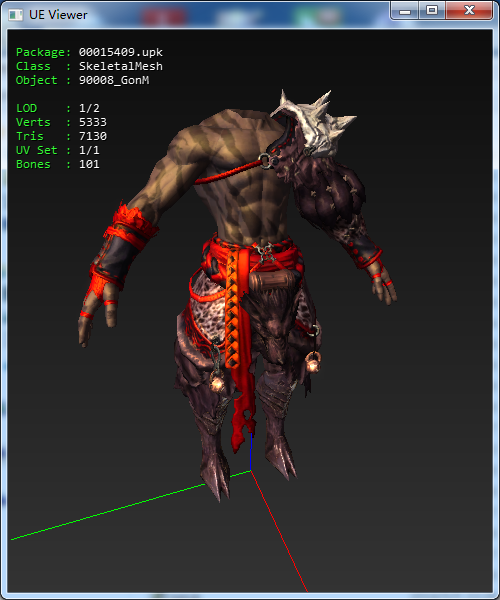 UE Viewer
Package: 00015409.upk
Class  : SkeletalMesh
Object : 90008_GonM
LOD    : 1/2
Verts  : 5333
Tris   : 7130
UV Set : 1/1
Bones  : 101